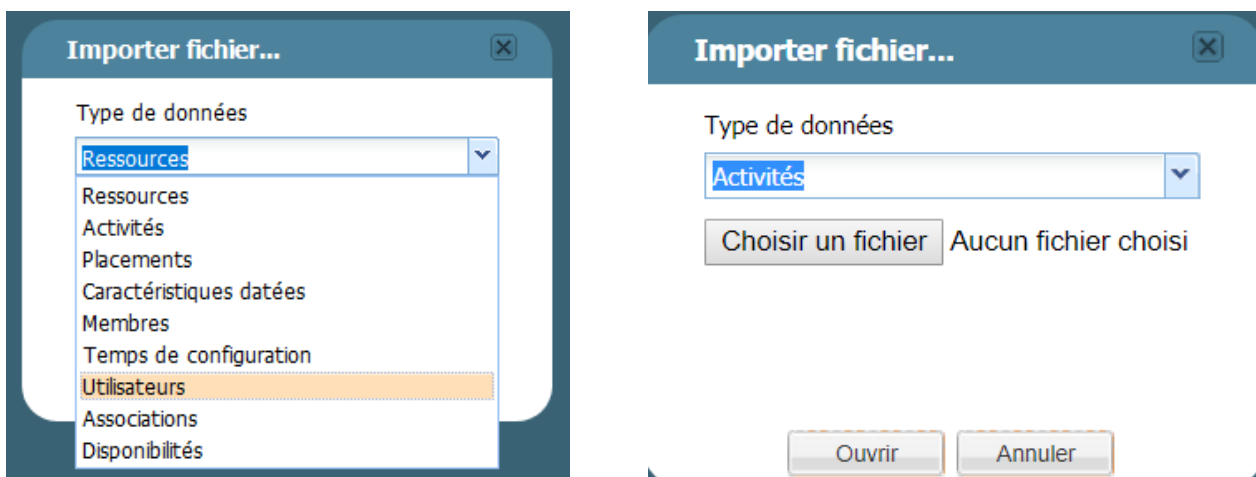 Importer fichier...
Type de données
Ressources
Ressources
Activités
Placements
Caractéristiques datées
Membres
Temps de configuration
Utilisateurs
Associations
Disponibilités
Importer fichier...
Type de données
Activités
Choisir un fichier Aucun fichier choisi
Ouvrir Annuler